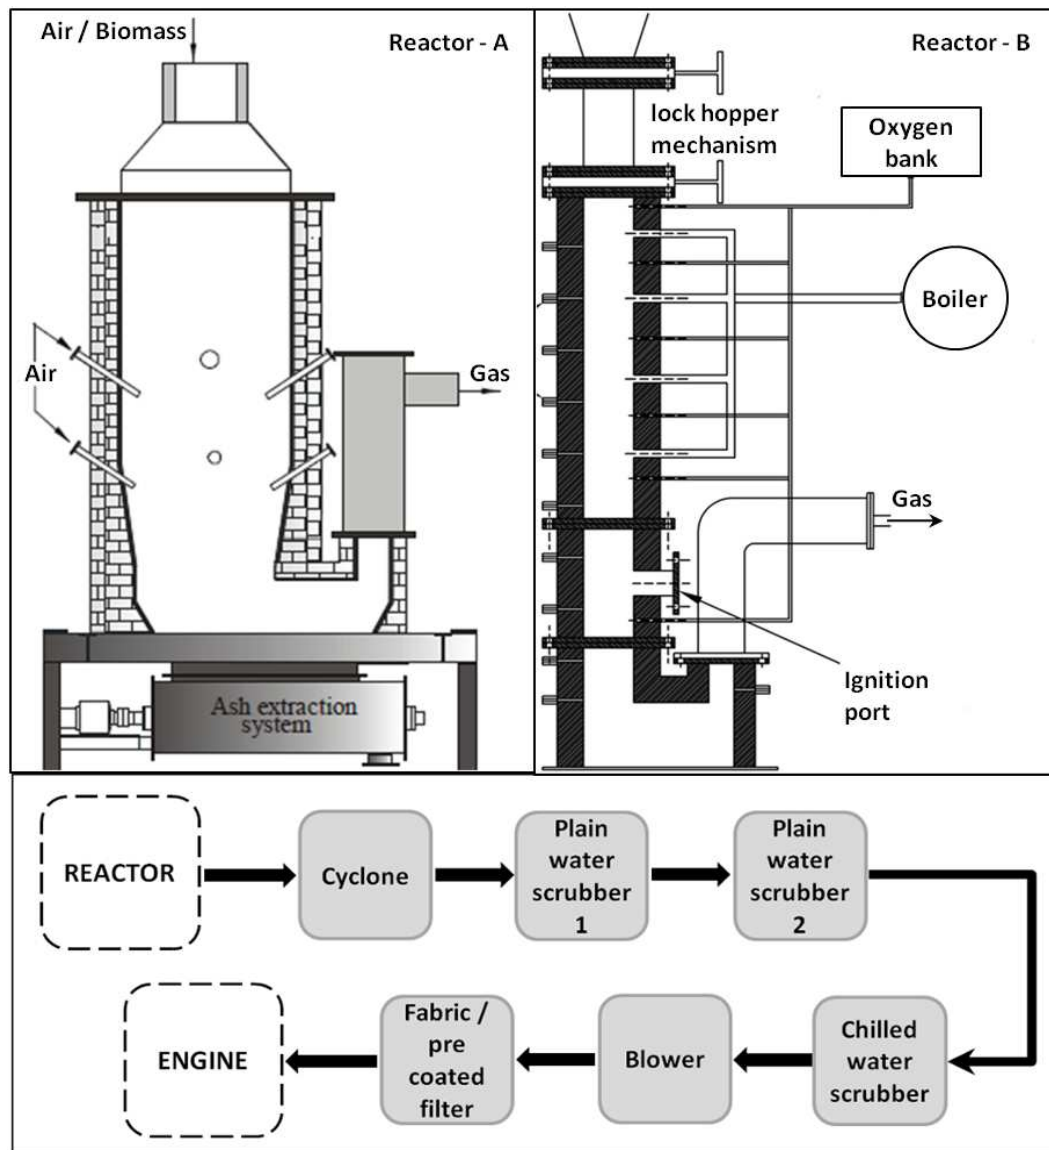 Air / Biomass
Reactor - A
Air
Gas
Ash extraction
system
Reactor - B
lock hopper
mechanism
Oxygen
bank
Boiler
Gas
Ignition
port
REACTOR
Cyclone
Plain
water
scrubber
1
Plain
water
scrubber
2
ENGINE
Fabric /
pre
coated
filter
Blower
Chilled
water
scrubber